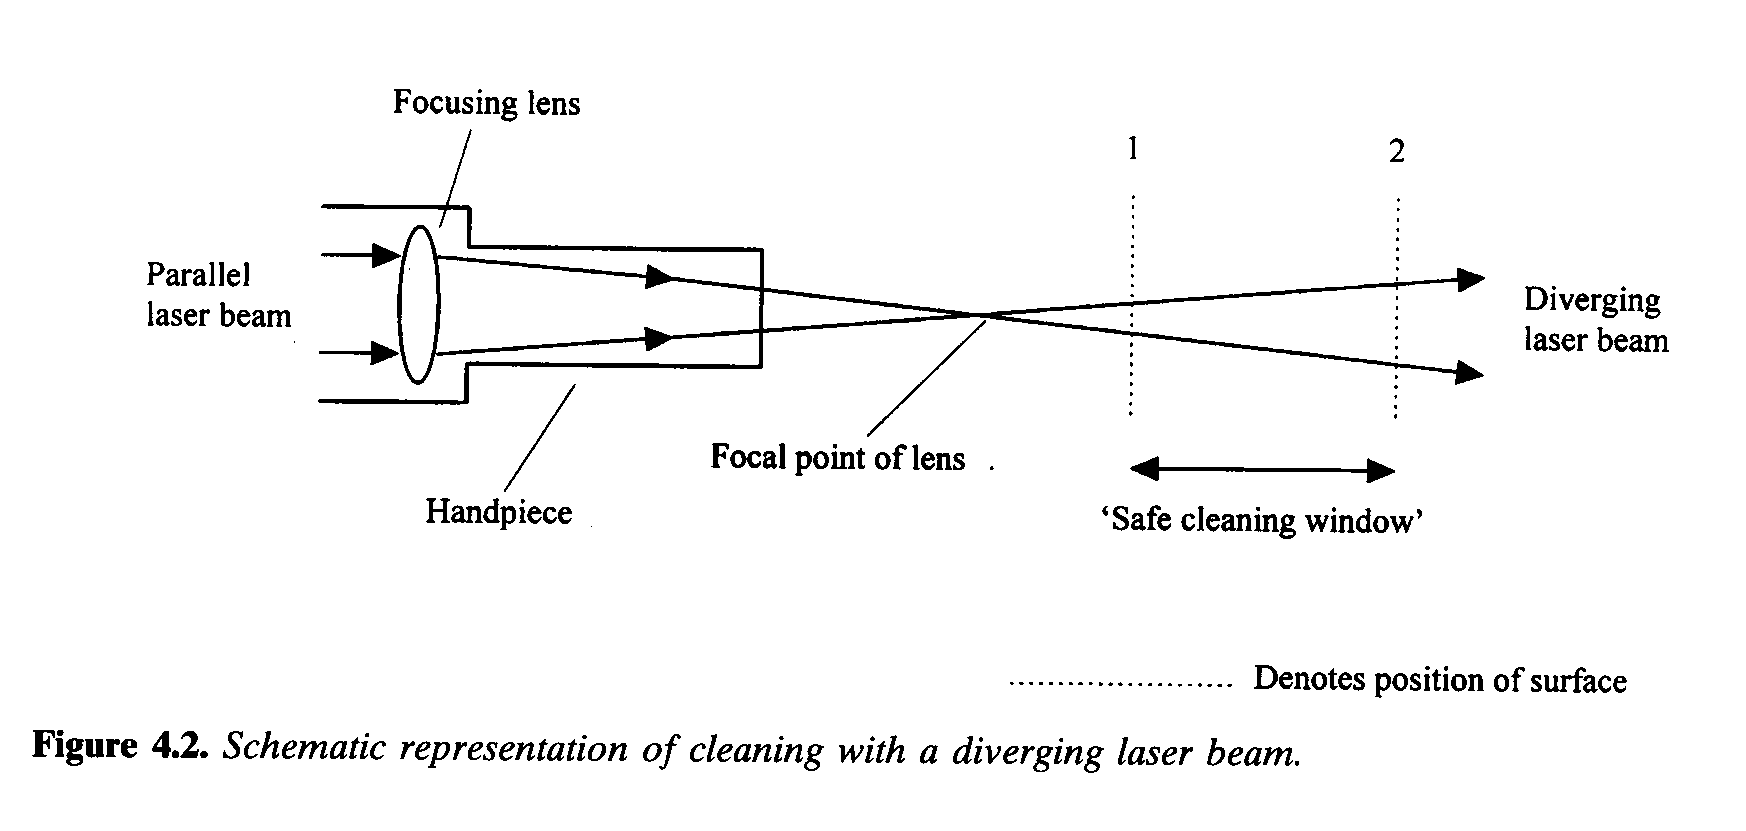 Focusing lens
1
2
Parallel
laser beam
Diverging
laser beam
Focal point of lens
Handpiece
‘Safe cleaning window’
Denotes position of surface
Figure 4.2. Schematic representation of cleaning with a diverging laser beam.